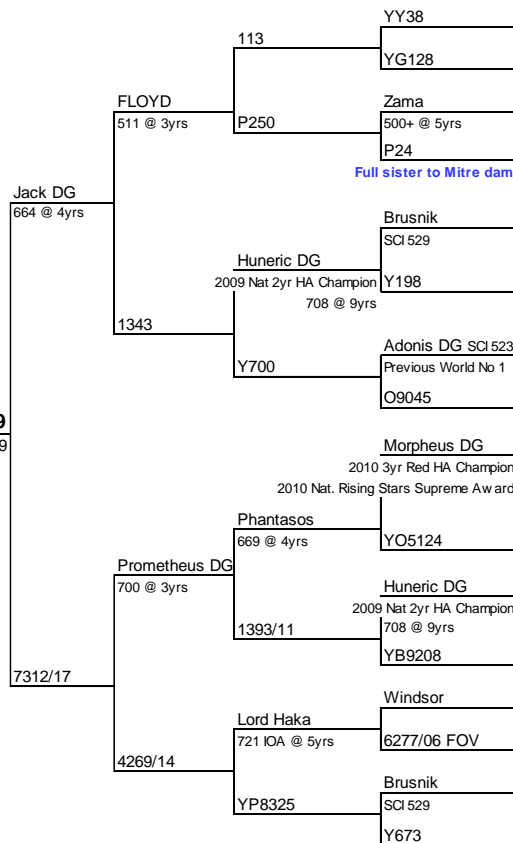 YY38
113
YG128
FLOYD
Zama
511 @ 3yrs
P250
500+ @ 5yrs
P24
Full sister to Mitre dam
Jack DG
664 @ 4yrs
Brusnik
SCI 529
Huneric DG
2009 Nat 2yr HA Champion
Y198
708 @ 9yrs
1343
Adonis DG SCI 523
Y700
Previous World No 1
O9045
9
9
Morpheus DG
2010 3yr Red HA Champion
2010 Nat. Rising Stars Supreme Award
Phantasos
669 @ 4yrs
YO5124
Prometheus DG
700 @ 3yrs
Huneric DG
2009 Nat 2yr HA Champion
1393/11
708 @ 9yrs
YB9208
7312/17
Windsor
Lord Haka
721 IOA @ 5yrs
6277/06 FOV
4269/14
Brusnik
YP8325
SCI 529
Y673